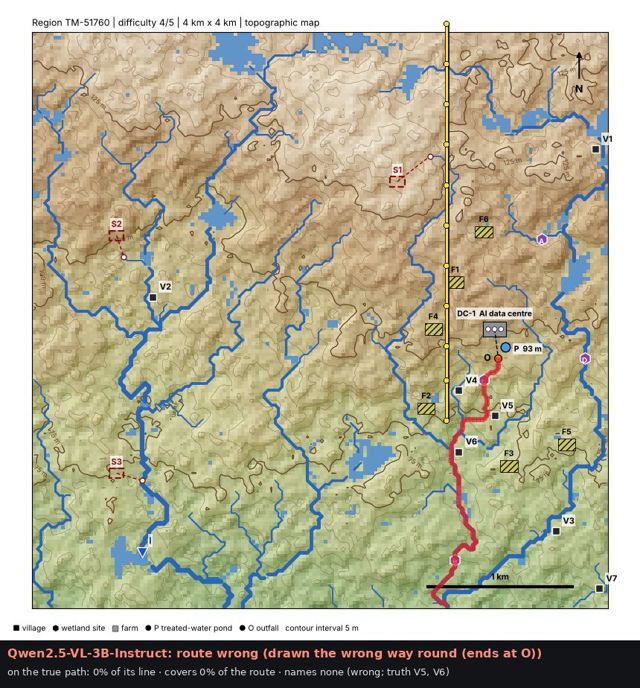 Region TM-51760 | difficulty 4/5 | 4 km x 4 km | topographic map
N
V1
125 m
125 m
S1
S2
F6
A
F1
V2
DC-1 AI data centre
F4
P 93 m
O
D
V4
F2
V5
F5
V6
F3
S3
V3
I
1 km
V7
■ village ⬢ wetland site ▨ farm ● P treated-water pond ● O outfall contour interval 5 m
Qwen2.5-VL-3B-Instruct: route wrong (drawn the wrong way round (ends at O))
on the true path: 0% of its line · covers 0% of the route · names none (wrong; truth V5, V6)